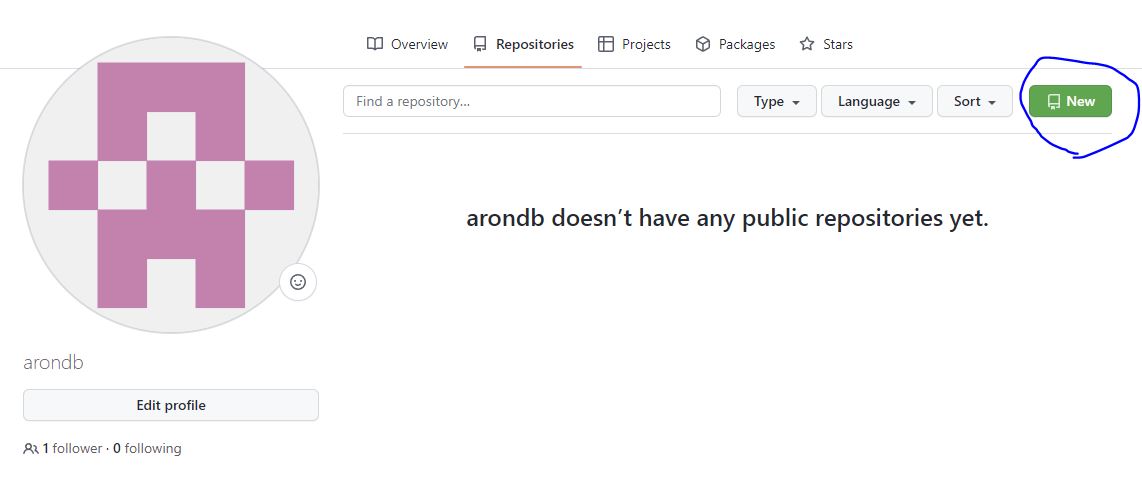 Overview Repositories Projects Packages Stars
Find a repository... Type Language Sort New
arondb doesn’t have any public repositories yet.
arondb
Edit profile
1 follower · 0 following